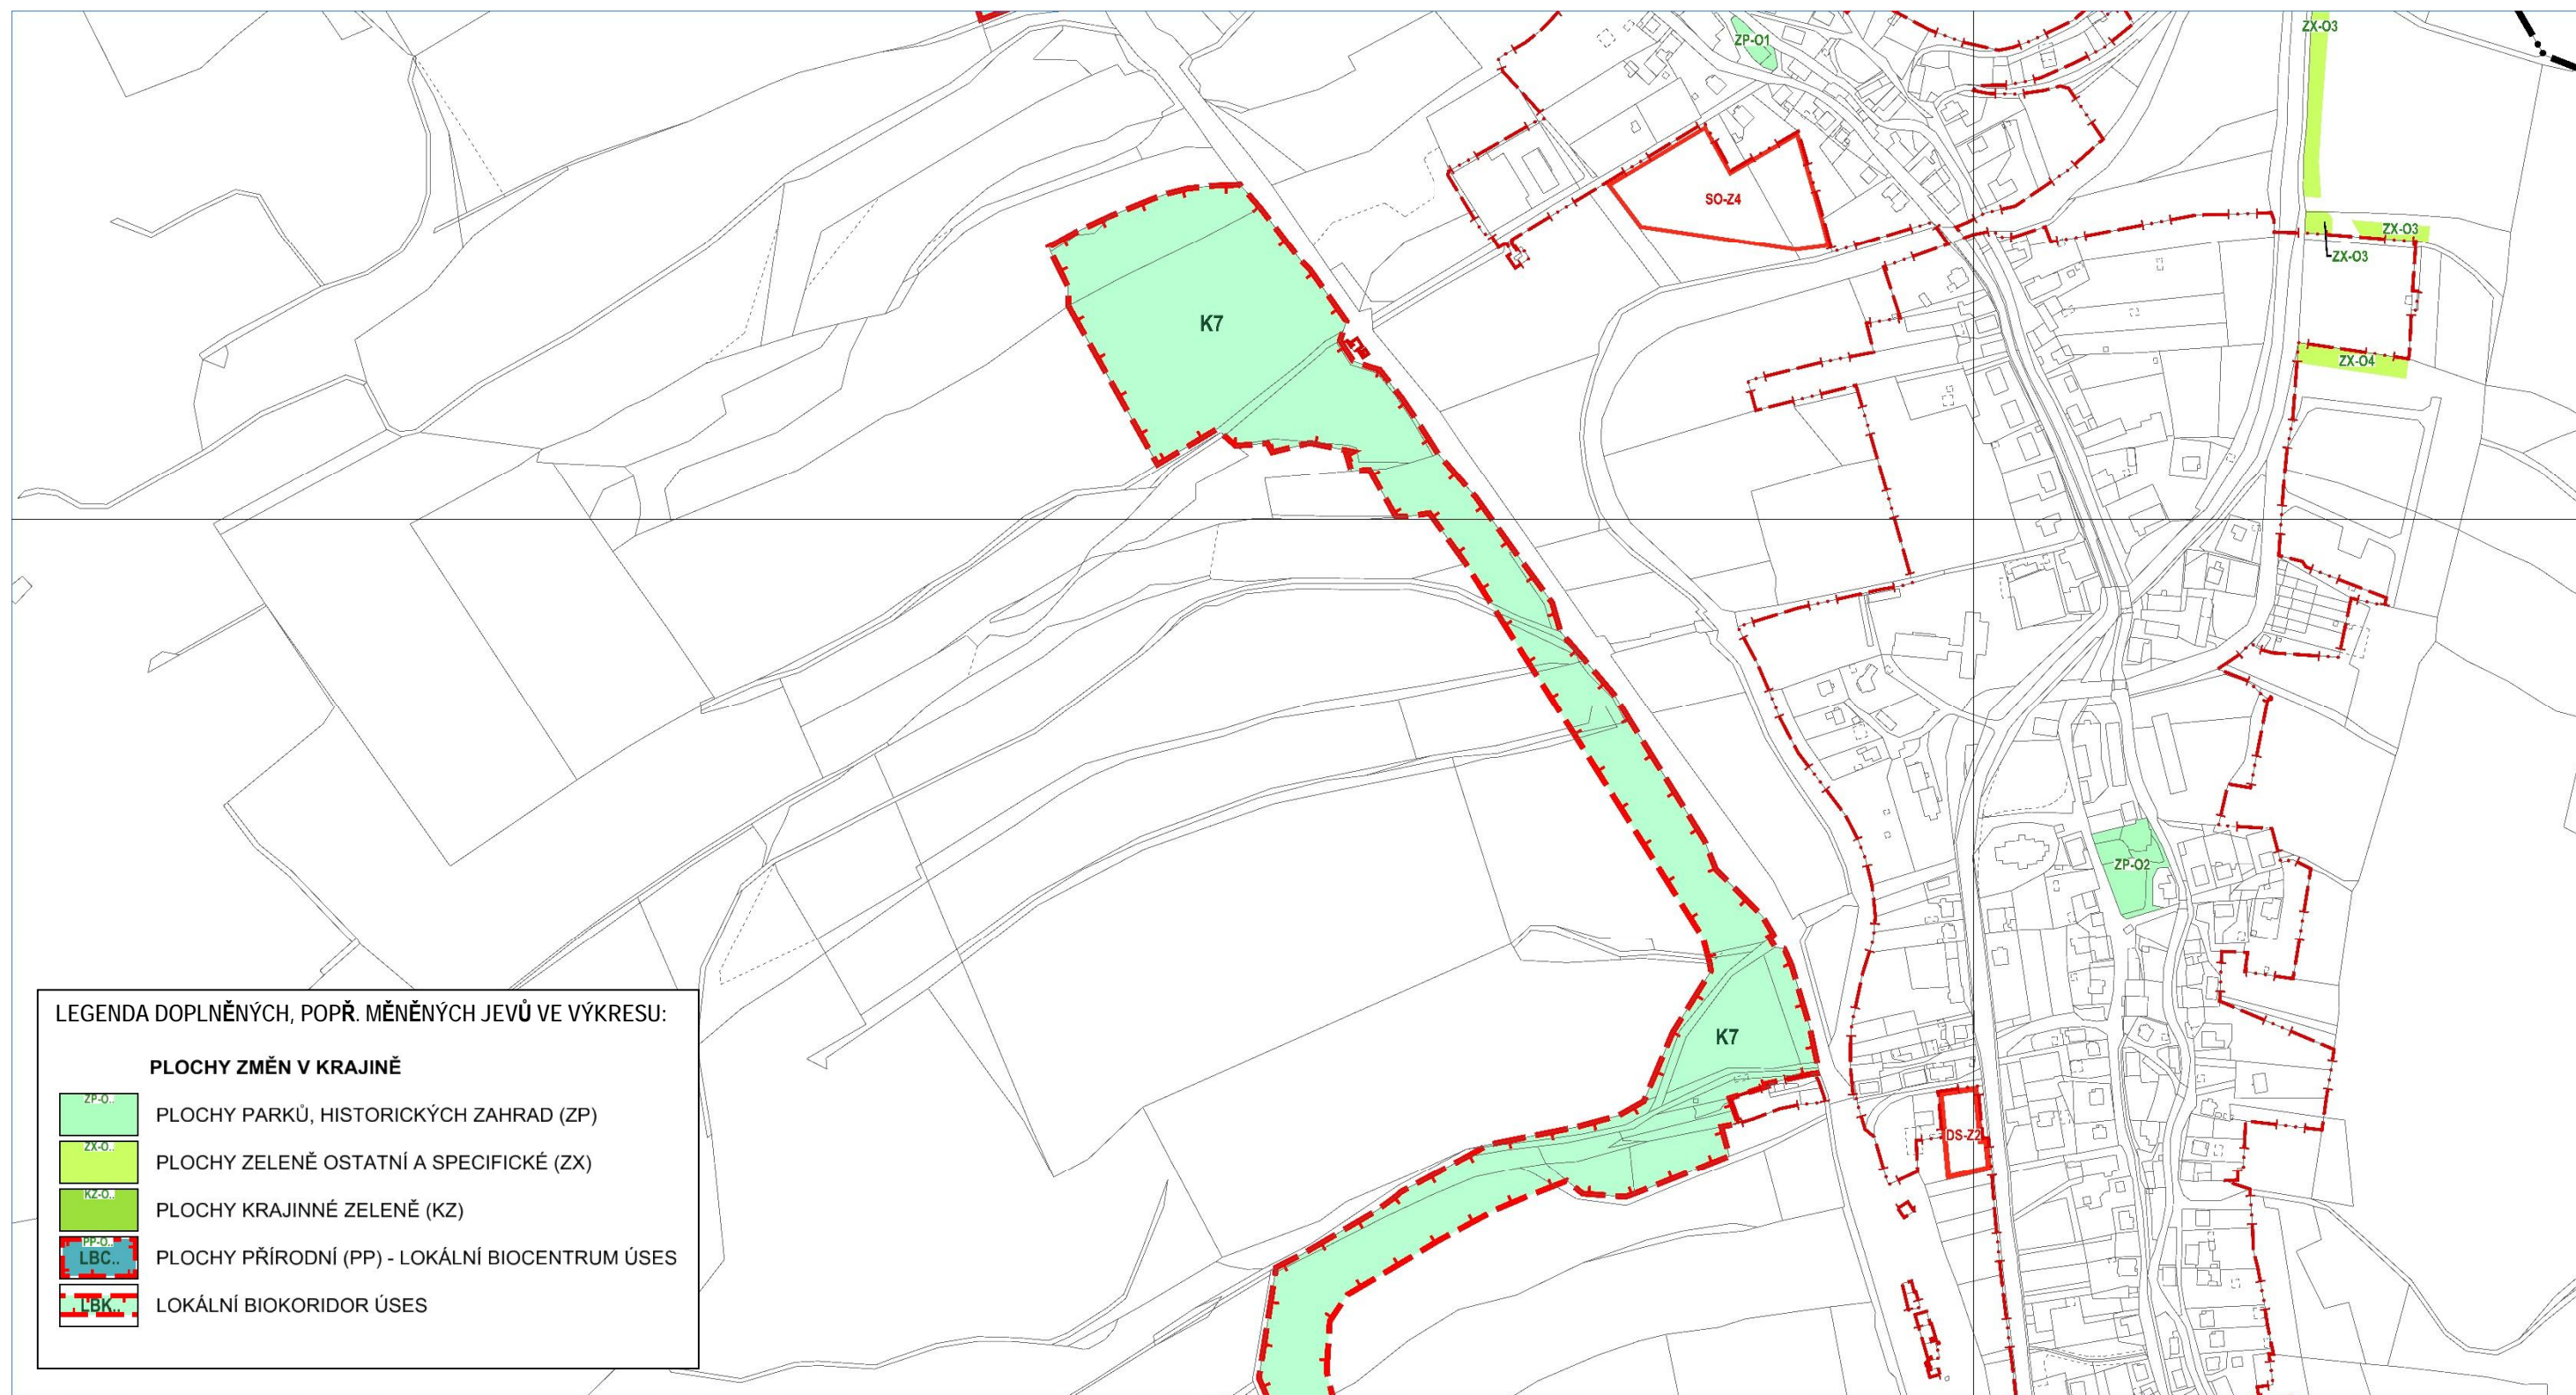 ZP-O1
ZX-O3
SO-Z4
ZX-O3
ZX-O3
K7
ZX-O4
ZP-O2
K7
DS-Z2
LEGENDA DOPLNĚNÝCH, POPŘ. MĚNĚNÝCH JEVŮ VE VÝKRESU:
PLOCHY ZMĚN V KRAJINĚ
ZP-O..
PLOCHY PARKŮ, HISTORICKÝCH ZAHRAD (ZP)
ZX-O..
PLOCHY ZELENĚ OSTATNÍ A SPECIFICKÉ (ZX)
KZ-O..
PLOCHY KRAJINNÉ ZELENĚ (KZ)
PP-O..
LBC..
PLOCHY PŘÍRODNÍ (PP) - LOKÁLNÍ BIOCENTRUM ÚSES
LBK..
LOKÁLNÍ BIOKORIDOR ÚSES